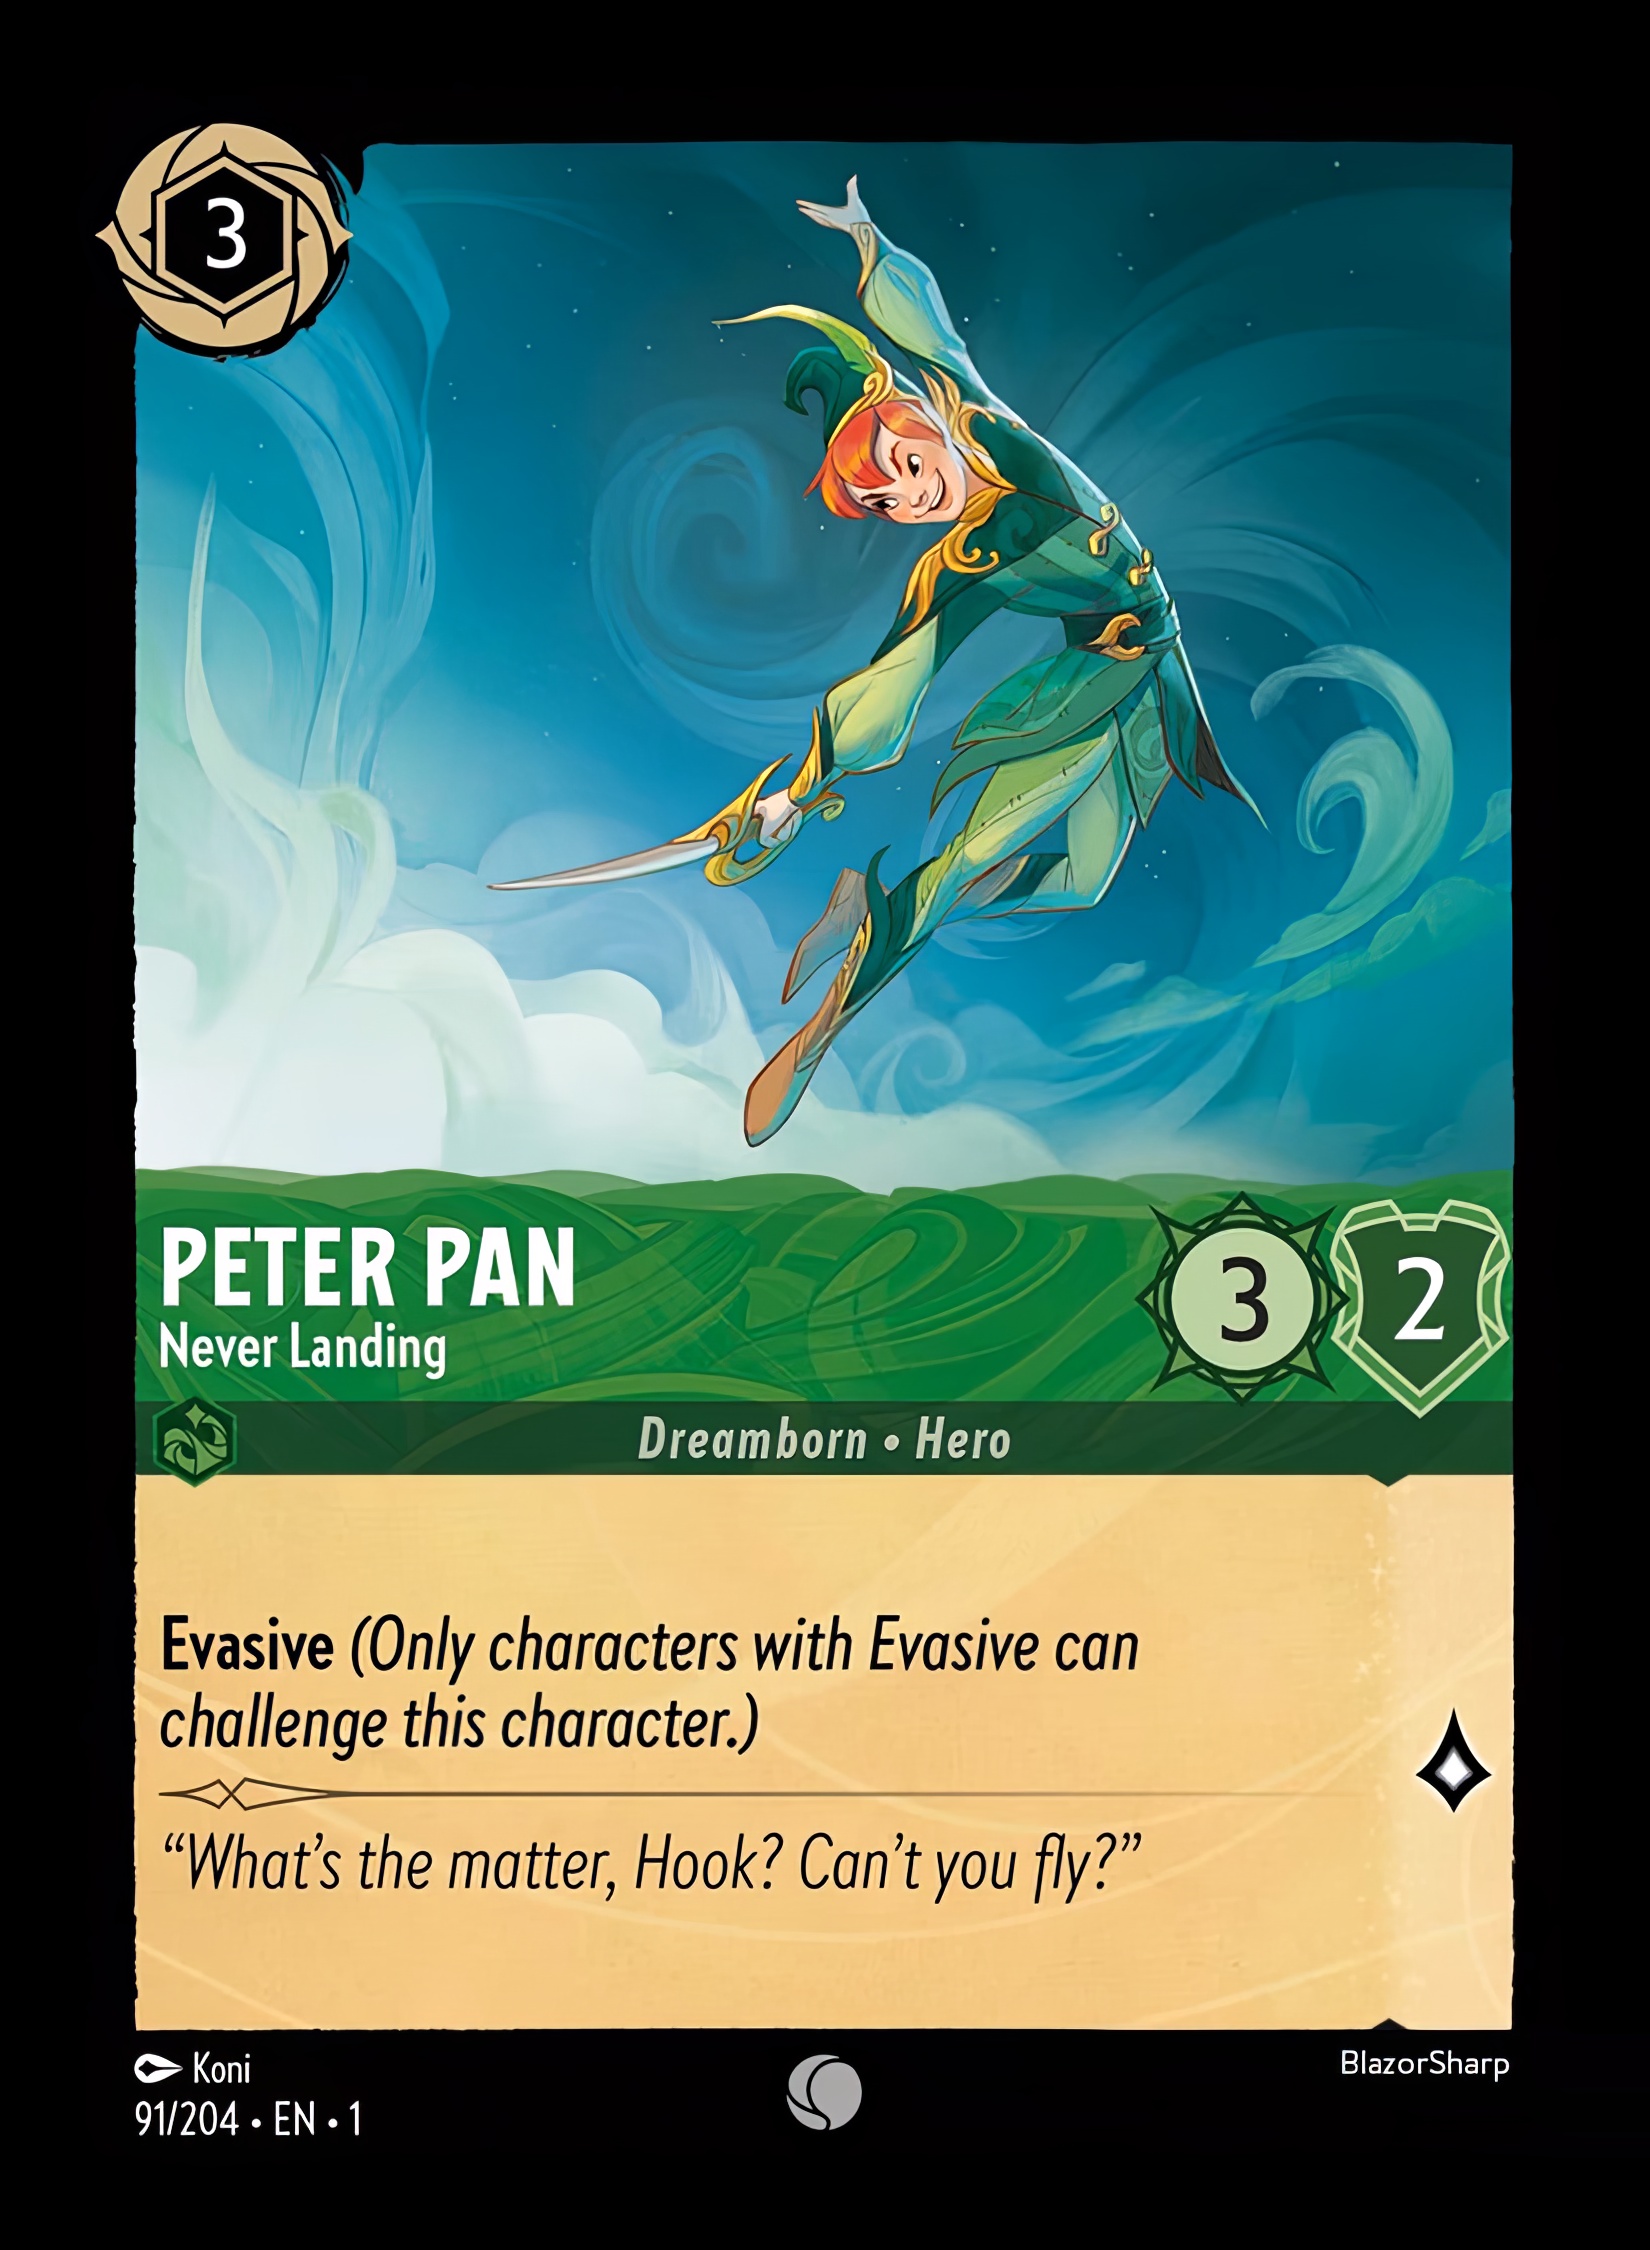 3
PETER PAN
Never Landing
3
2
Dreamborn • Hero
Evasive (Only characters with Evasive can
challenge this character.)
“What’s the matter, Hook? Can’t you fly?”
Koni
BlazorSharp
91/204 • EN • 1